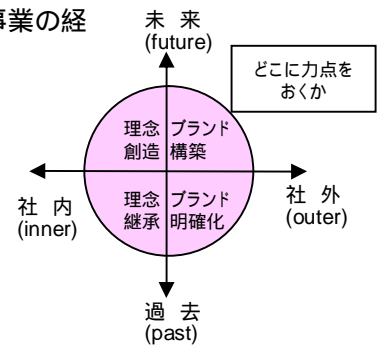 事業の経
未 来
(future)
どこに力点を
おくか
理念 ブランド
創造 構築
社 内
(inner)
社 外
(outer)
理念 ブランド
継承 明確化
過 去
(past)